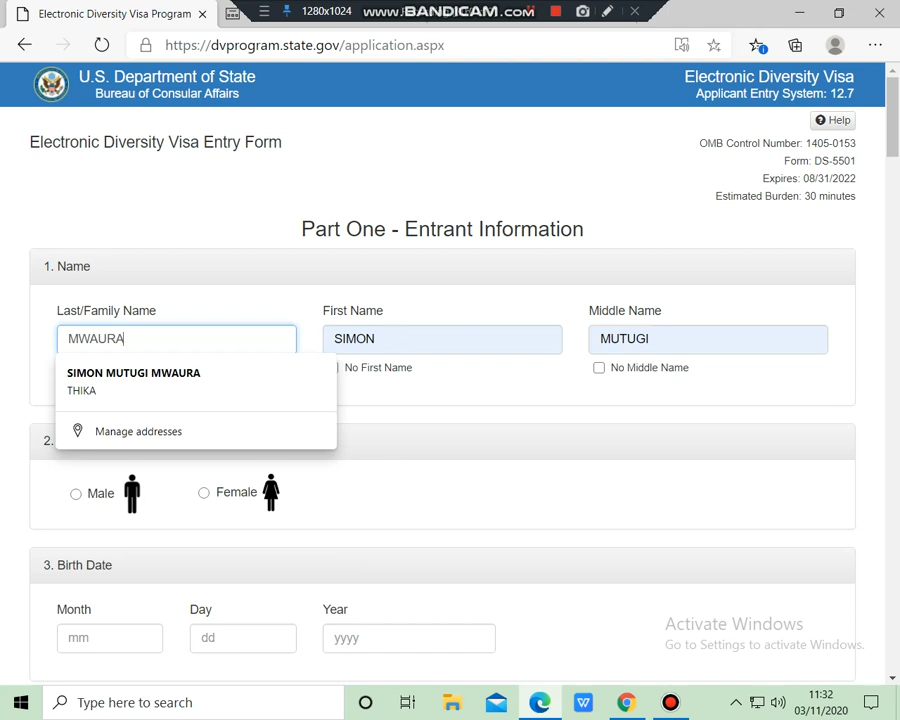 Electronic Diversity Visa Program
1280x1024
www.BANDICAM.com
https://dvprogram.state.gov/application.aspx
U.S. Department of State
Bureau of Consular Affairs
Electronic Diversity Visa
Applicant Entry System: 12.7
Help
Electronic Diversity Visa Entry Form
OMB Control Number: 1405-0153
Form: DS-5501
Expires: 08/31/2022
Estimated Burden: 30 minutes
Part One - Entrant Information
1. Name
Last/Family Name
First Name
Middle Name
MWAURA
SIMON
MUTUGI
No First Name
No Middle Name
SIMON MUTUGI MWAURA
THIKA
Manage addresses
2.
Male
Female
3. Birth Date
Month
Day
Year
mm
dd
yyyy
Activate Windows
Go to Settings to activate Windows.
Type here to search
11:32
03/11/2020